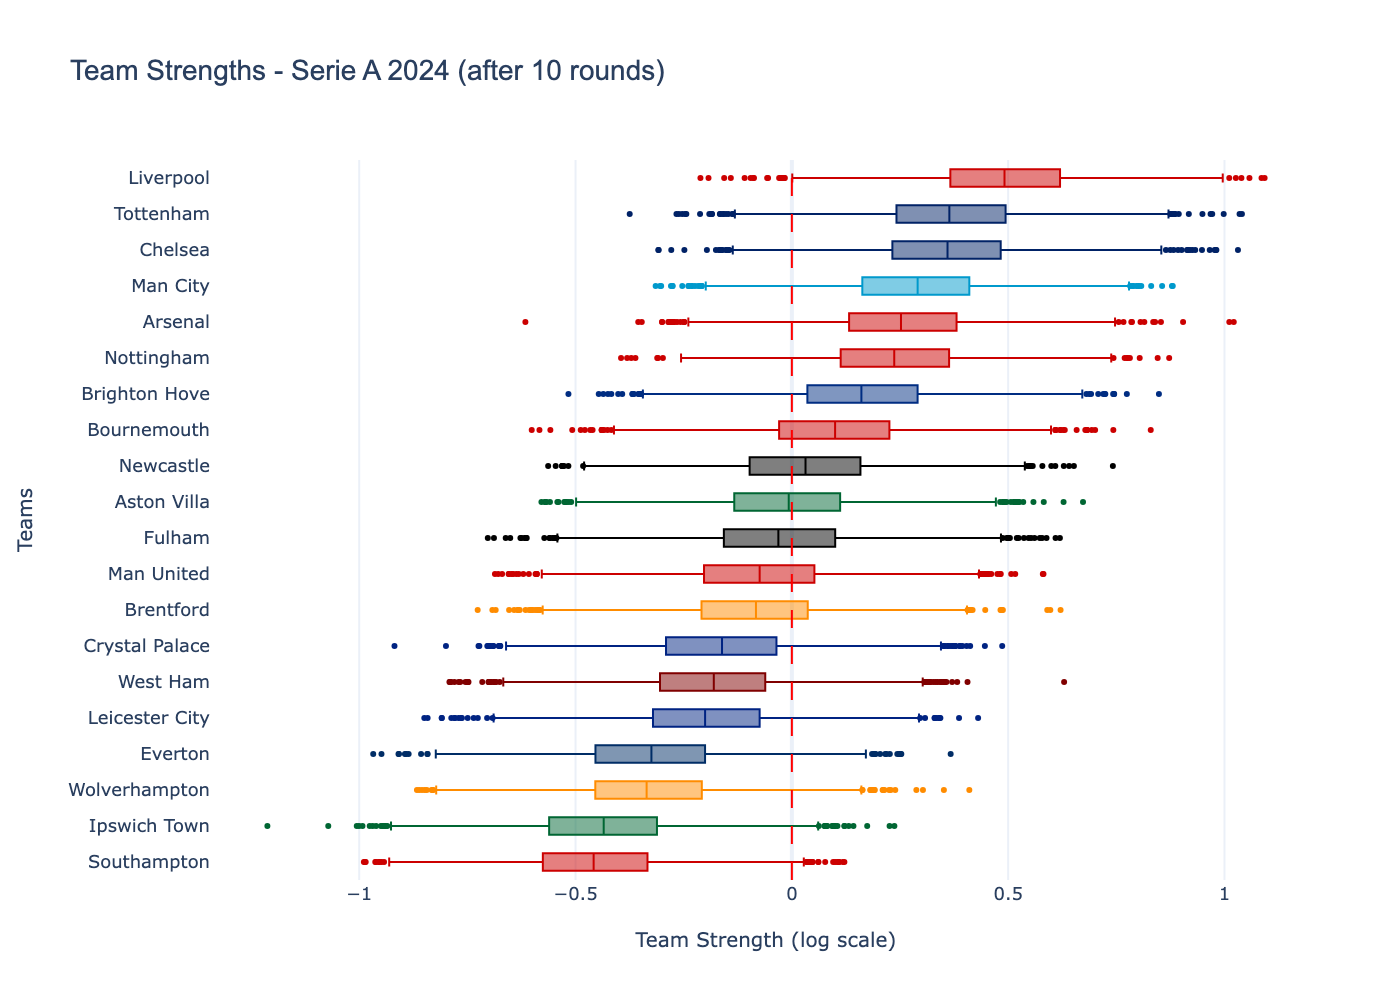 Team Strengths - Serie A 2024 (after 10 rounds)
Liverpool
Tottenham
Chelsea
Man City
Arsenal
Nottingham
Brighton Hove
Bournemouth
Newcastle
Aston Villa
Fulham
Man United
Brentford
Crystal Palace
West Ham
Leicester City
Everton
Wolverhampton
Ipswich Town
Southampton
Teams
−1
−0.5
0
0.5
1
Team Strength (log scale)